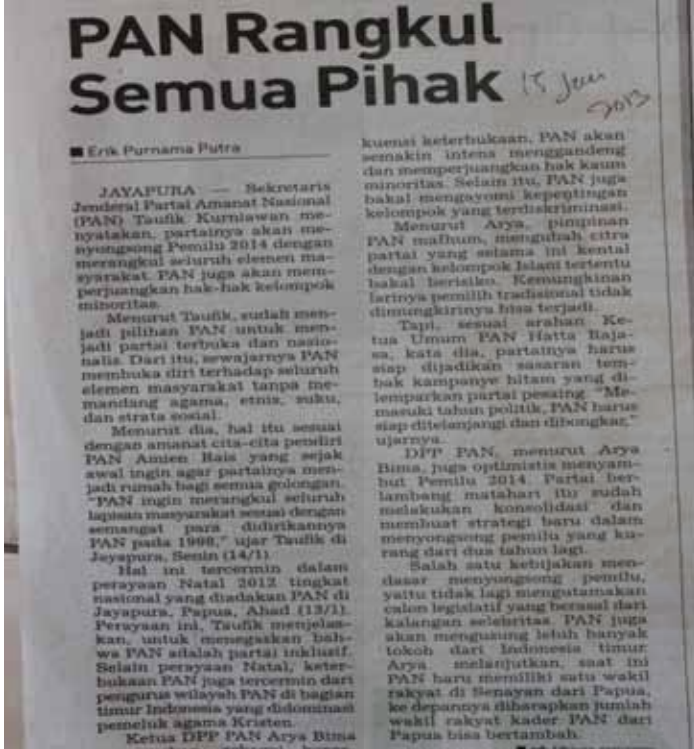 PAN Rangkul
Semua Pihak
15 Jan
2013
Erik Purnama Putra
JAYAPURA — Sekretaris
Jenderal Partai Amanat Nasional
(PAN) Taufik Kurniawan me-
nyatakan, partainya akan me-
nyongsong Pemilu 2014 dengan
merangkul seluruh elemen ma-
syarakat. PAN juga akan mem-
perjuangkan hak-hak kelompok
minoritas.
Menurut Taufik, sudah men-
jadi pilihan PAN untuk men-
jadi partai terbuka dan nasio-
nalis. Dari itu, sewajarnya PAN
membuka diri terhadap seluruh
elemen masyarakat tanpa me-
mandang agama, etnis, suku,
dan strata sosial.
Menurut dia, hal itu sesuai
dengan amanat cita-cita pendiri
PAN Amien Rais yang sejak
awal ingin agar partainya men-
jadi rumah bagi semua golongan.
"PAN ingin merangkul seluruh
lapisan masyarakat sesuai dengan
semangat para didirikannya
PAN pada 1998," ujar Taufik di
Jayapura, Senin (14/1).
Hal ini tercermin dalam
perayaan Natal 2012 tingkat
nasional yang diadakan PAN di
Jayapura, Papua, Ahad (13/1).
Perayaan ini, Taufik menjelas-
kan, untuk menegaskan bah-
wa PAN adalah partai inklusif.
Selain perayaan Natal, keter-
bukaan PAN juga tercermin dari
pengurus wilayah PAN di bagian
timur Indonesia yang didominasi
pemeluk agama Kristen.
Ketua DPP PAN Arya Bima
kuensi keterbukaan, PAN akan
semakin intens menggandeng
dan memperjuangkan hak kaum
minoritas. Selain itu, PAN juga
bakal mengayomi kepentingan
kelompok yang terdiskriminasi.
Menurut Arya, pimpinan
PAN mafhum, mengubah citra
partai yang selama ini kental
dengan kelompok Islam tertentu
bakal berisiko. Kemungkinan
larinya pemilih tradisional tidak
dimungkirinya bisa terjadi.
Tapi, sesuai arahan Ke-
tua Umum PAN Hatta Raja-
sa, kata dia, partainya harus
siap dijadikan sasaran tem-
bak kampanye hitam yang di-
lemparkan partai pesaing. "Me-
masuki tahun politik, PAN harus
siap ditelanjangi dan dibongkar,"
ujarnya.
DPP PAN, menurut Arya
Bima, juga optimistis menyam-
but Pemilu 2014. Partai ber-
lambang matahari itu sudah
melakukan konsolidasi dan
membuat strategi baru dalam
menyongsong pemilu yang ku-
rang dari dua tahun lagi.
Salah satu kebijakan men-
dasar menyongsong pemilu,
yaitu tidak lagi mengutamakan
calon legislatif yang berasal dari
kalangan selebritas. PAN juga
akan mengusung lebih banyak
tokoh dari Indonesia timur.
Arya melanjutkan, saat ini
PAN baru memiliki satu wakil
rakyat di Senayan dari Papua,
ke depannya diharapkan jumlah
wakil rakyat kader PAN dari
Papua bisa bertambah.